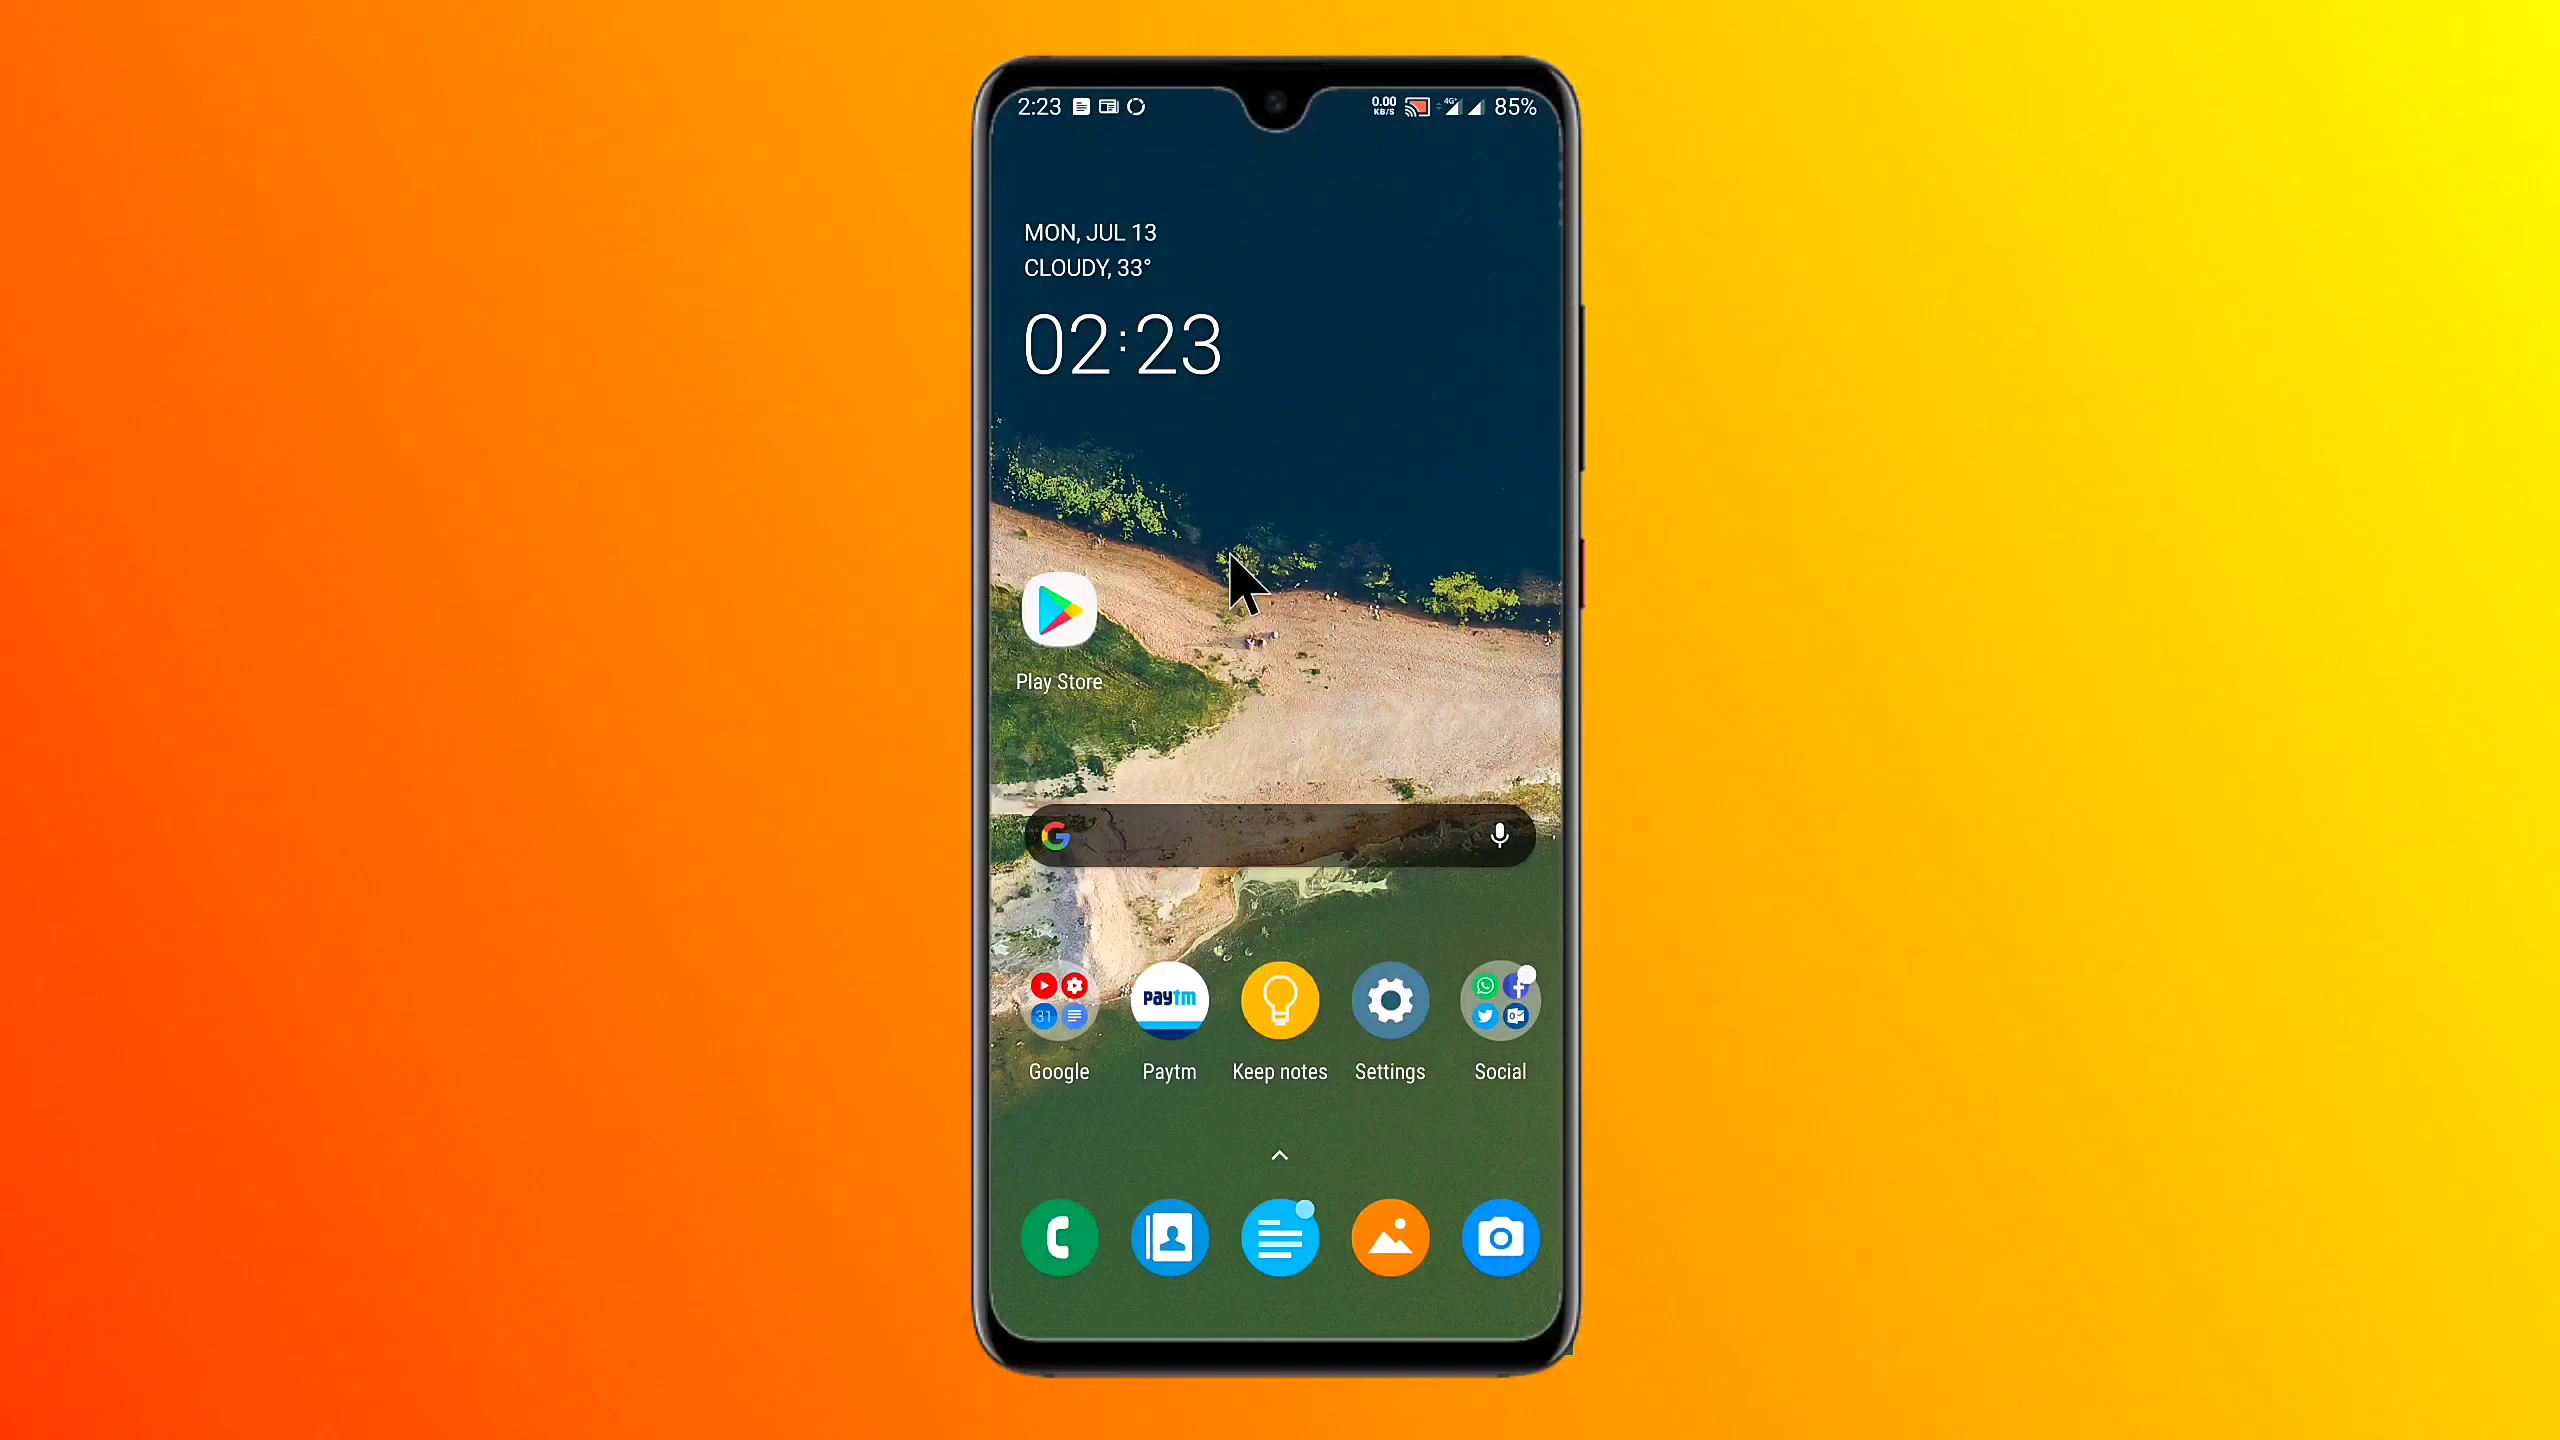 2:23 0.00 KB/S 4G+ 85%
MON, JUL 13
CLOUDY, 33°
02:23
Play Store
G
31
paytm
Google Paytm Keep notes Settings Social